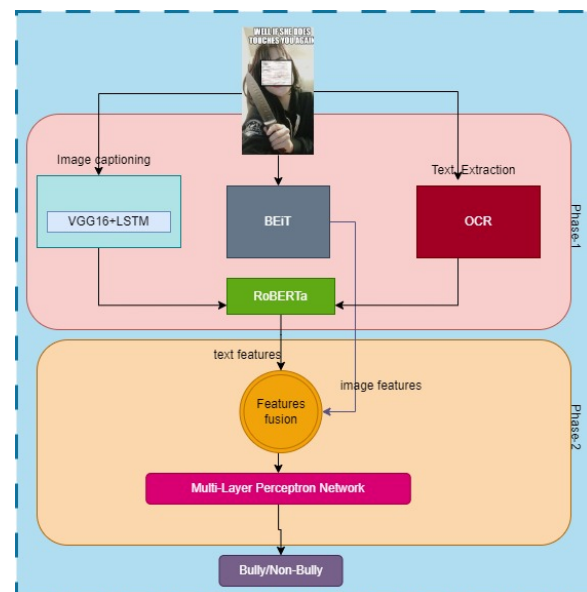 WELL IF SHE DOES
TOUCHES YOU AGAIN
Image captioning
Text Extraction
VGG16+LSTM
BEiT
OCR
Phase-1
RoBERTa
text features
image features
Features
fusion
Phase-2
Multi-Layer Perceptron Network
Bully/Non-Bully